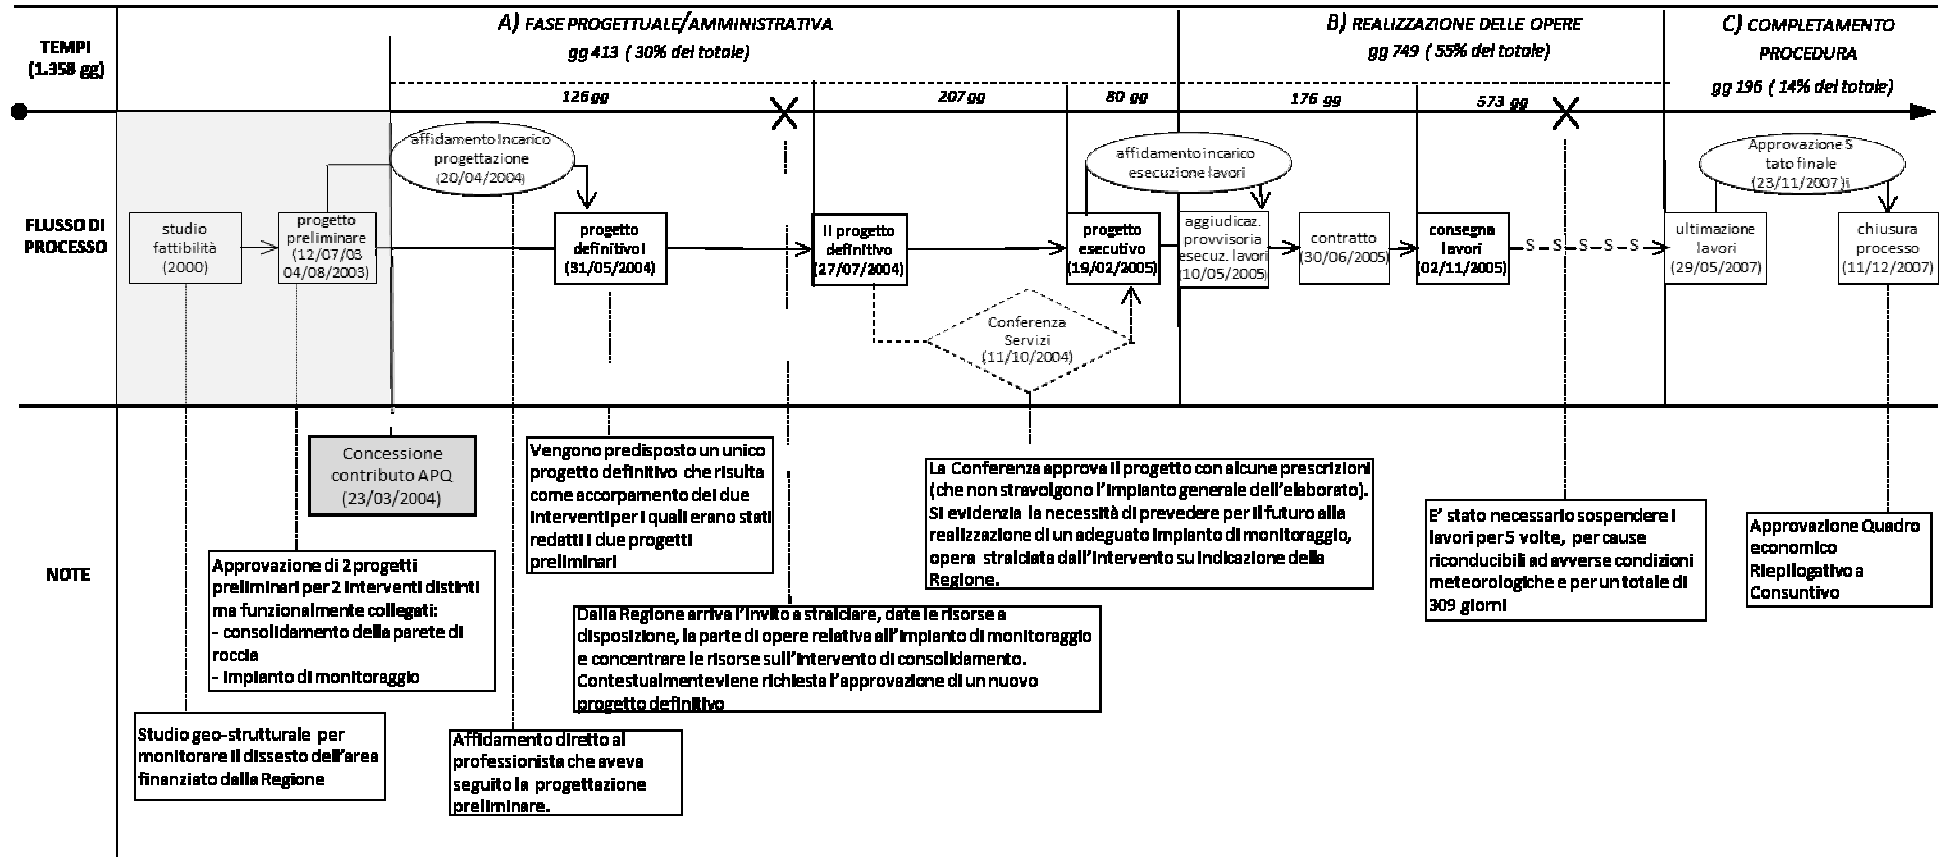 A) FASE PROGETTUALE/AMMINISTRATIVA
gg 413 ( 30% del totale)
B) REALIZZAZIONE DELLE OPERE
gg 749 ( 55% del totale)
C) COMPLETAMENTO
PROCEDURA
gg 196 ( 14% del totale)
TEMPI
(1.358 gg)
126 gg
207 gg
80 gg
176 gg
573 gg
FLUSSO DI
PROCESSO
studio
fattibilità
(2000)
progetto
preliminare
(12/07/03
04/08/2003)
affidamento Incarico
progettazione
(20/04/2004)
progetto
definitivo I
(31/05/2004)
II progetto
definitivo
(27/07/2004)
Conferenza
Servizi
(11/10/2004)
progetto
esecutivo
(19/02/2005)
affidamento incarico
esecuzione lavori
aggiudicaz.
provvisoria
esecuz. lavori
(10/05/2005)
contratto
(30/06/2005)
consegna
lavori
(02/11/2005)
S S S S S
ultimazione
lavori
(29/05/2007)
Approvazione S
tato finale
(23/11/2007)i
chiusura
processo
(11/12/2007)
NOTE
Concessione
contributo APQ
(23/03/2004)
Studio geo-strutturale per
monitorare il dissesto dell'area
finanziato dalla Regione
Approvazione di 2 progetti
preliminari per 2 interventi distinti
ma funzionalmente collegati:
- consolidamento della parete di
roccia
- impianto di monitoraggio
Affidamento diretto al
professionista che aveva
seguito la progettazione
preliminare.
Vengono predisposto un unico
progetto definitivo che risulta
come accorpamento dei due
interventi per i quali erano stati
redatti i due progetti
preliminari
Dalla Regione arriva l'invito a stralciare, date le risorse a
disposizione, la parte di opere relativa all'impianto di monitoraggio
e concentrare le risorse sull'intervento di consolidamento.
Contestualmente viene richiesta l'approvazione di un nuovo
progetto definitivo
La Conferenza approva il progetto con alcune prescrizioni
(che non stravolgono l'impianto generale dell'elaborato).
Si evidenzia la necessità di prevedere per il futuro alla
realizzazione di un adeguato impianto di monitoraggio,
opera stralciata dall'intervento su indicazione della
Regione.
E' stato necessario sospendere i
lavori per 5 volte, per cause
riconducibili ad avverse condizioni
meteorologiche e per un totale di
309 giorni
Approvazione Quadro
economico
Riepilogativo a
Consuntivo